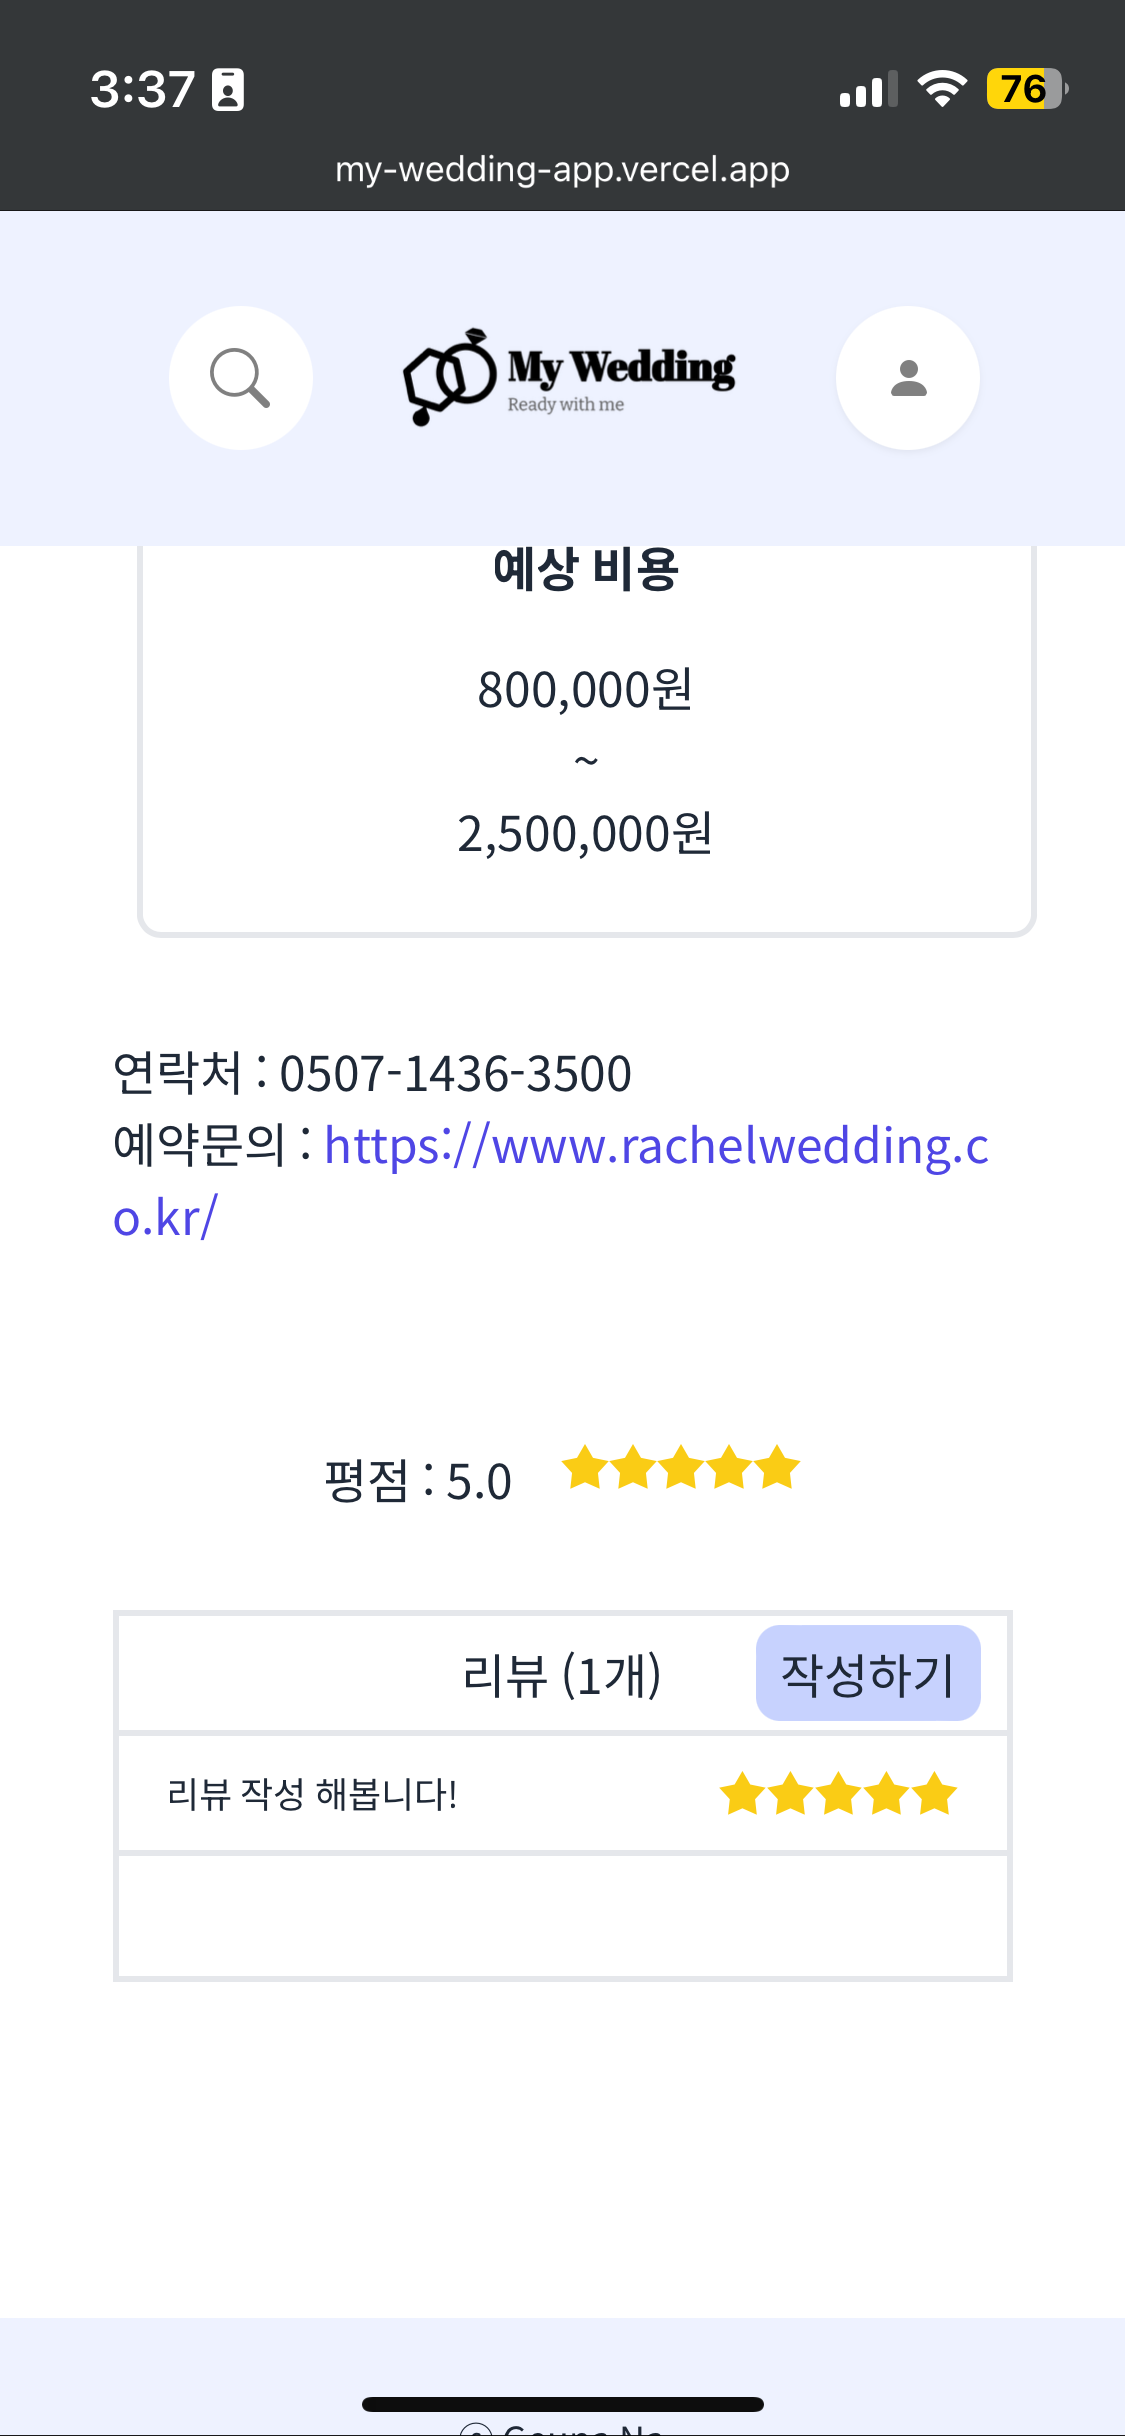 3:37
76
my-wedding-app.vercel.app
My Wedding
Ready with me
예상 비용
800,000원
~
2,500,000원
연락처 : 0507-1436-3500
예약문의 : https://www.rachelwedding.c
o.kr/
평점 : 5.0
리뷰 (1개)
작성하기
리뷰 작성 해봅니다!